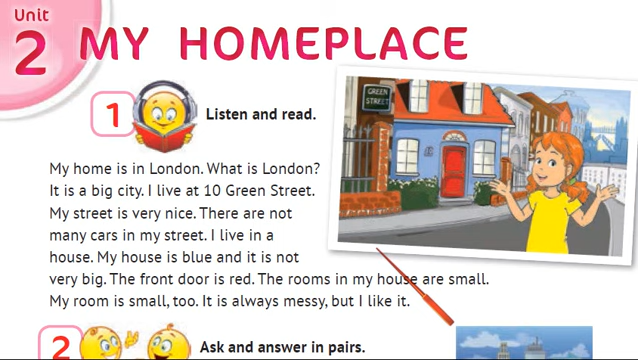 Unit
2 MY HOMEPLACE
1 Listen and read.
GREEN
STREET
My home is in London. What is London?
It is a big city. I live at 10 Green Street.
My street is very nice. There are not
many cars in my street. I live in a
house. My house is blue and it is not
very big. The front door is red. The rooms in my house are small.
My room is small, too. It is always messy, but I like it.
2 Ask and answer in pairs.